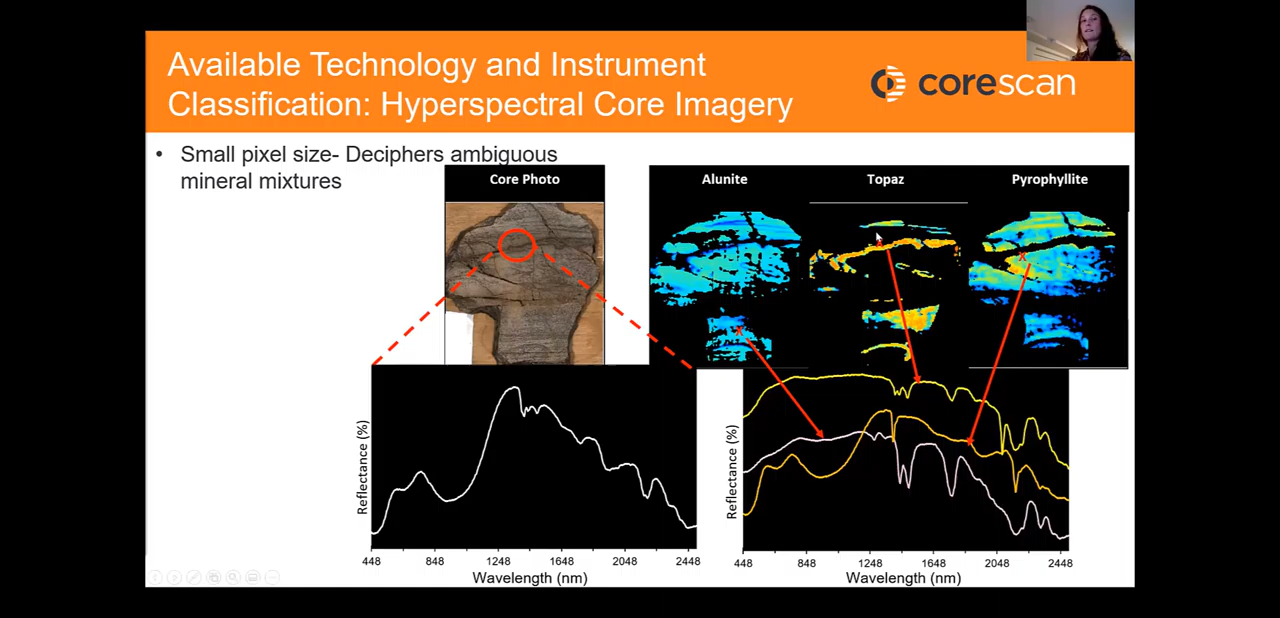 Available Technology and Instrument
Classification: Hyperspectral Core Imagery
corescan
• Small pixel size- Deciphers ambiguous
mineral mixtures
Core Photo
Alunite
Topaz
Pyrophyllite
x
x
x
Reflectance (%)
448 848 1248 1648 2048 2448
Wavelength (nm)
Reflectance (%)
448 848 1248 1648 2048 2448
Wavelength (nm)